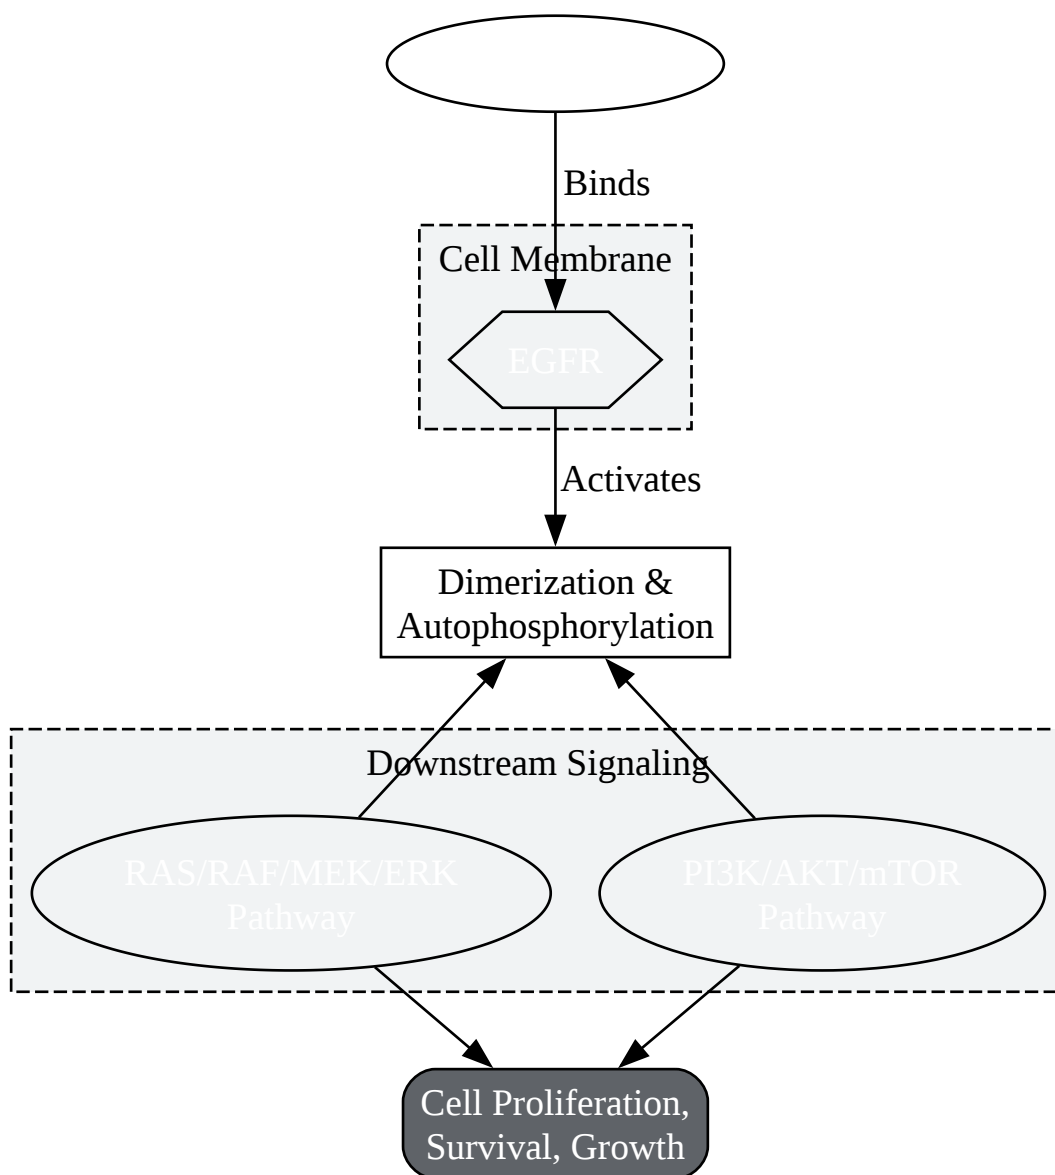 Binds
Cell Membrane
EGFR
Activates
Dimerization &
Autophosphorylation
Downstream Signaling
RAS/RAF/MEK/ERK
Pathway
PI3K/AKT/mTOR
Pathway
Cell Proliferation,
Survival, Growth